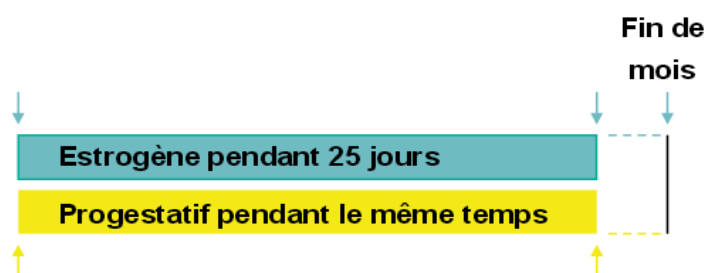 Fin de
mois
Estrogène pendant 25 jours
Progestatif pendant le même temps